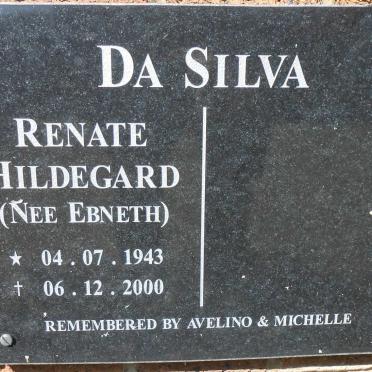 DA SILVA
RENATE
HILDEGARD
(NEE EBNETH)
★ 04.07.1943
† 06.12.2000
REMEMBERED BY AVELINO & MICHELLE